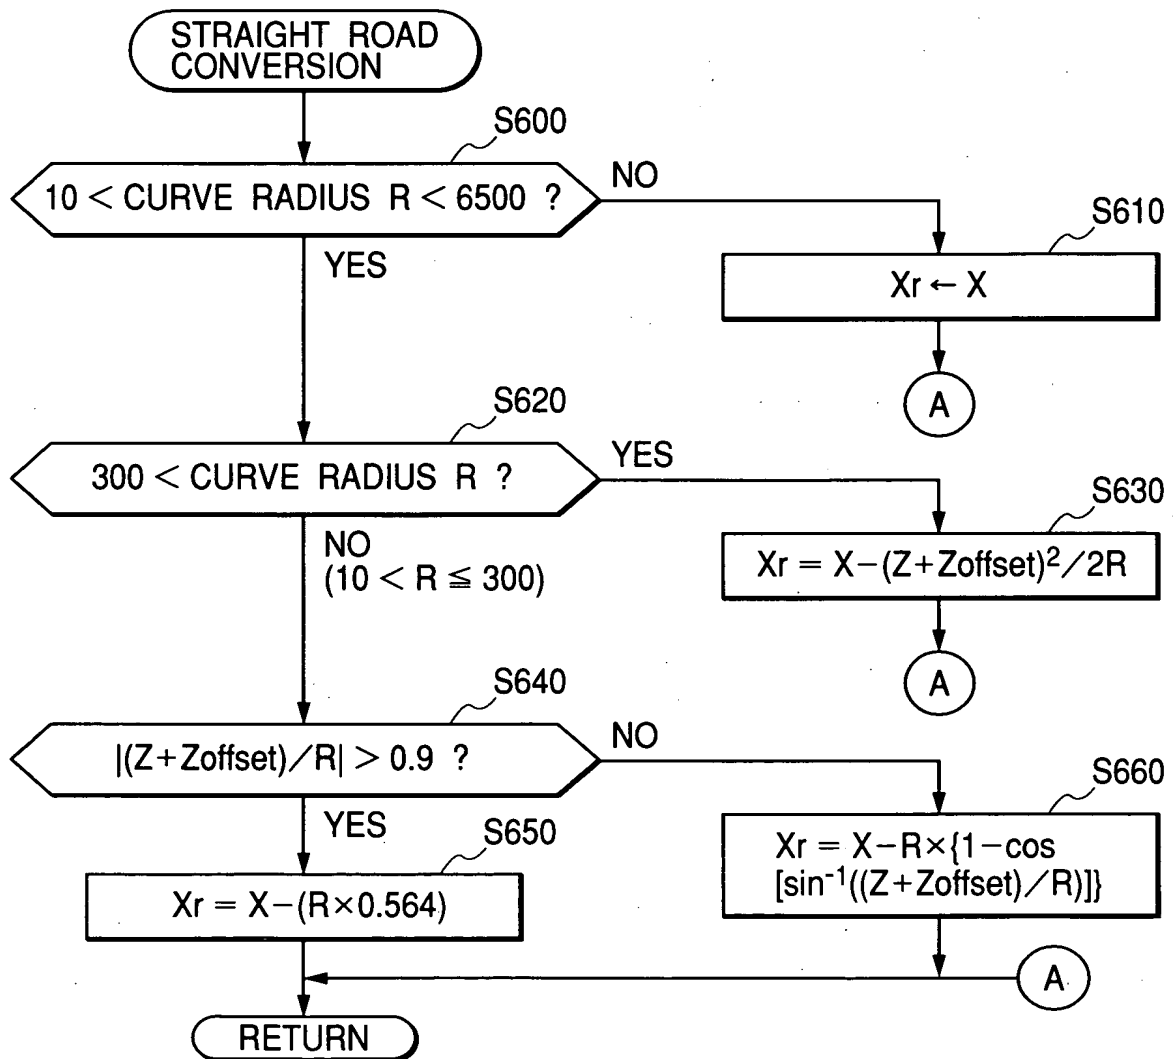 STRAIGHT ROAD
CONVERSION
S600
10 < CURVE RADIUS R < 6500 ?
NO
YES
S610
Xr ← X
A
S620
300 < CURVE RADIUS R ?
YES
NO
(10 < R ≦ 300)
S630
Xr = X−(Z+Zoffset)²/2R
A
S640
|(Z+Zoffset)/R| > 0.9 ?
NO
YES
S650
Xr = X−(R×0.564)
S660
Xr = X−R×{1−cos
[sin⁻¹((Z+Zoffset)/R)]}
A
RETURN